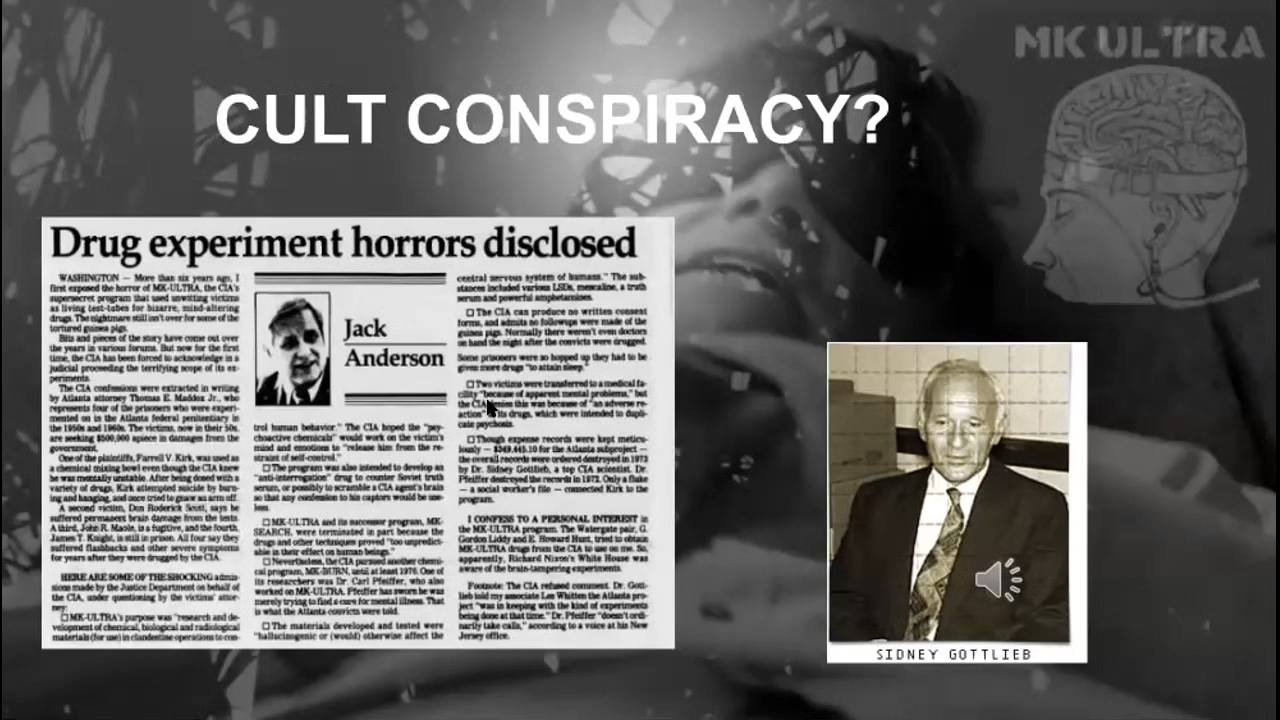 MK ULTRA
CULT CONSPIRACY?
Drug experiment horrors disclosed
WASHINGTON — More than six years ago, I
first exposed the horror of MK-ULTRA, the CIA's
supersecret program that used unwitting victims
as living test-tubes for bizarre, mind-altering
drugs. The nightmare still isn't over for some of the
tortured guinea pigs.
Bits and pieces of the story have come out over
the years in various forums. But now for the first
time, the CIA has been forced to acknowledge in a
judicial proceeding the terrifying scope of its ex-
periments.
The CIA confessions were extracted in writing
by Atlanta attorney Thomas E. Maddox Jr., who
represents four of the prisoners who were experi-
mented on in the Atlanta federal penitentiary in
the 1950s and 1960s. The victims, now in their 50s,
are seeking $500,000 apiece in damages from the
government.
One of the plaintiffs, Farrell V. Kirk, was used as
a chemical mixing bowl even though the CIA knew
he was mentally unstable. After being dosed with a
variety of drugs, Kirk attempted suicide by burn-
ing and hanging, and once tried to gnaw an arm off.
A second victim, Don Roderick Scott, says he
suffered permanent brain damage from the tests.
A third, John R. Maole, is a fugitive, and the fourth,
James T. Knight, is still in prison. All four say they
suffered flashbacks and other severe symptoms
for years after they were drugged by the CIA.
HERE ARE SOME OF THE SHOCKING admis-
sions made by the Justice Department on behalf of
the CIA, under questioning by the victims' attor-
ney:
□ MK-ULTRA's purpose was "research and de-
velopment of chemical, biological and radiological
materials (for use) in clandestine operations to con-
Jack
Anderson
trol human behavior." The CIA hoped the "psy-
choactive chemicals" would work on the victim's
mind and emotions to "release him from the re-
straint of self-control."
□ The program was also intended to develop an
"anti-interrogation" drug to counter Soviet truth
serum, or possibly to scramble a CIA agent's brain
so that any confession to his captors would be use-
less.
□ MK-ULTRA and its successor program, MK-
SEARCH, were terminated in part because the
drugs and other techniques proved "too unpredict-
able in their effect on human beings."
□ Nevertheless, the CIA pursued another chemi-
cal program, MK-BURN, until at least 1970. One of
its researchers was Dr. Carl Pfeiffer, who also
worked on MK-ULTRA. Pfeiffer has sworn he was
merely trying to find a cure for mental illness. That
is what the Atlanta convicts were told.
□ The materials developed and tested were
"hallucinogenic or (would) otherwise affect the
central nervous system of humans." The sub-
stances included various LSDs, mescaline, a truth
serum and powerful amphetamines.
□ The CIA can produce no written consent
forms, and admits no followups were made of the
guinea pigs. Normally there weren't even doctors
on hand the night after the convicts were drugged.
Some prisoners were so hopped up they had to be
given more drugs "to attain sleep."
□ Two victims were transferred to a medical fa-
cility "because of apparent mental problems," but
the CIA denies this was because of "an adverse re-
action" its drugs, which were intended to dupli-
cate psychosis.
□ Though expense records were kept meticu-
lously — $349,445.10 for the Atlanta subproject —
the overall records were ordered destroyed in 1973
by Dr. Sidney Gottlieb, a top CIA scientist. Dr.
Pfeiffer destroyed the records in 1972. Only a fluke
— a social worker's file — connected Kirk to the
program.
I CONFESS TO A PERSONAL INTEREST in
the MK-ULTRA program. The Watergate pair, G.
Gordon Liddy and E. Howard Hunt, tried to obtain
MK-ULTRA drugs from the CIA to use on me. So,
apparently, Richard Nixon's White House was
aware of the brain-tampering experiments.
Footnote: The CIA refused comment. Dr. Gott-
lieb told my associate Les Whitten the Atlanta pro-
ject "was in keeping with the kind of experiments
being done at that time." Dr. Pfeiffer "doesn't ordi-
narily take calls," according to a voice at his New
Jersey office.
SIDNEY GOTTLIEB